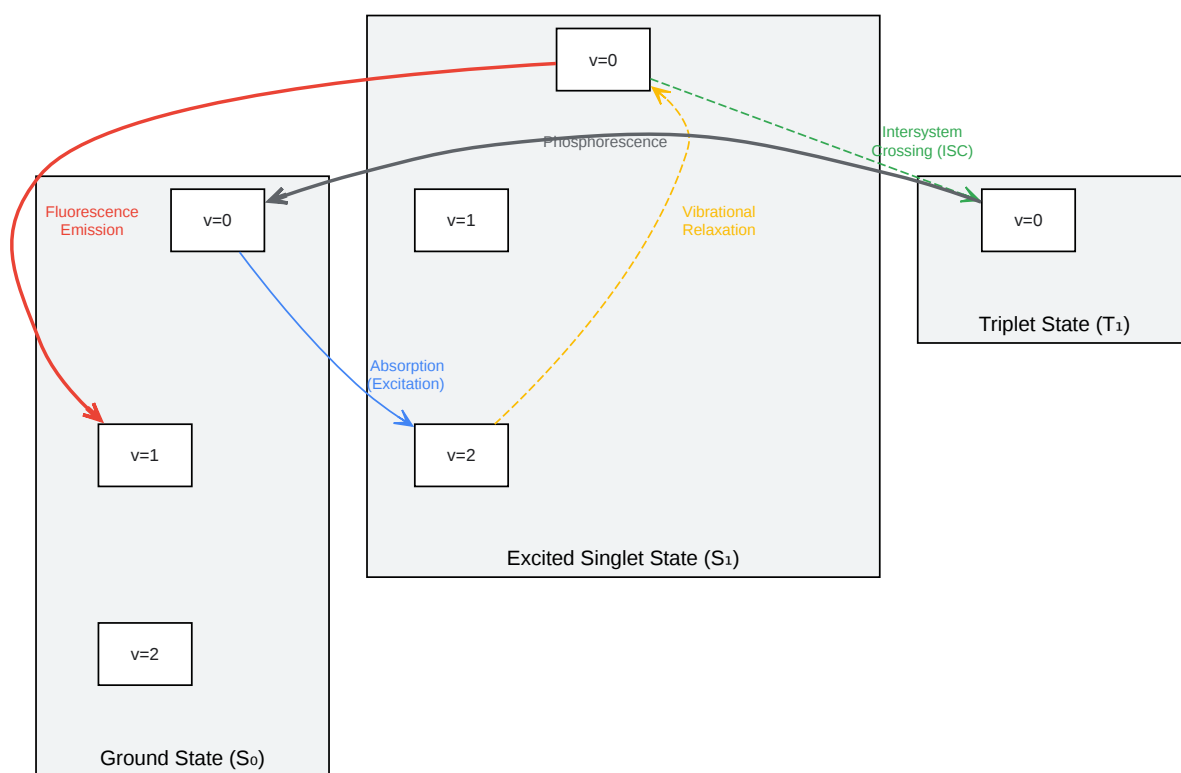 v=0
Phosphorescence
Intersystem
Crossing (ISC)
Fluorescence
Emission
v=0
v=1
Vibrational
Relaxation
v=0
Triplet State (T₁)
Absorption
(Excitation)
v=1
v=2
Excited Singlet State (S₁)
v=2
Ground State (S₀)